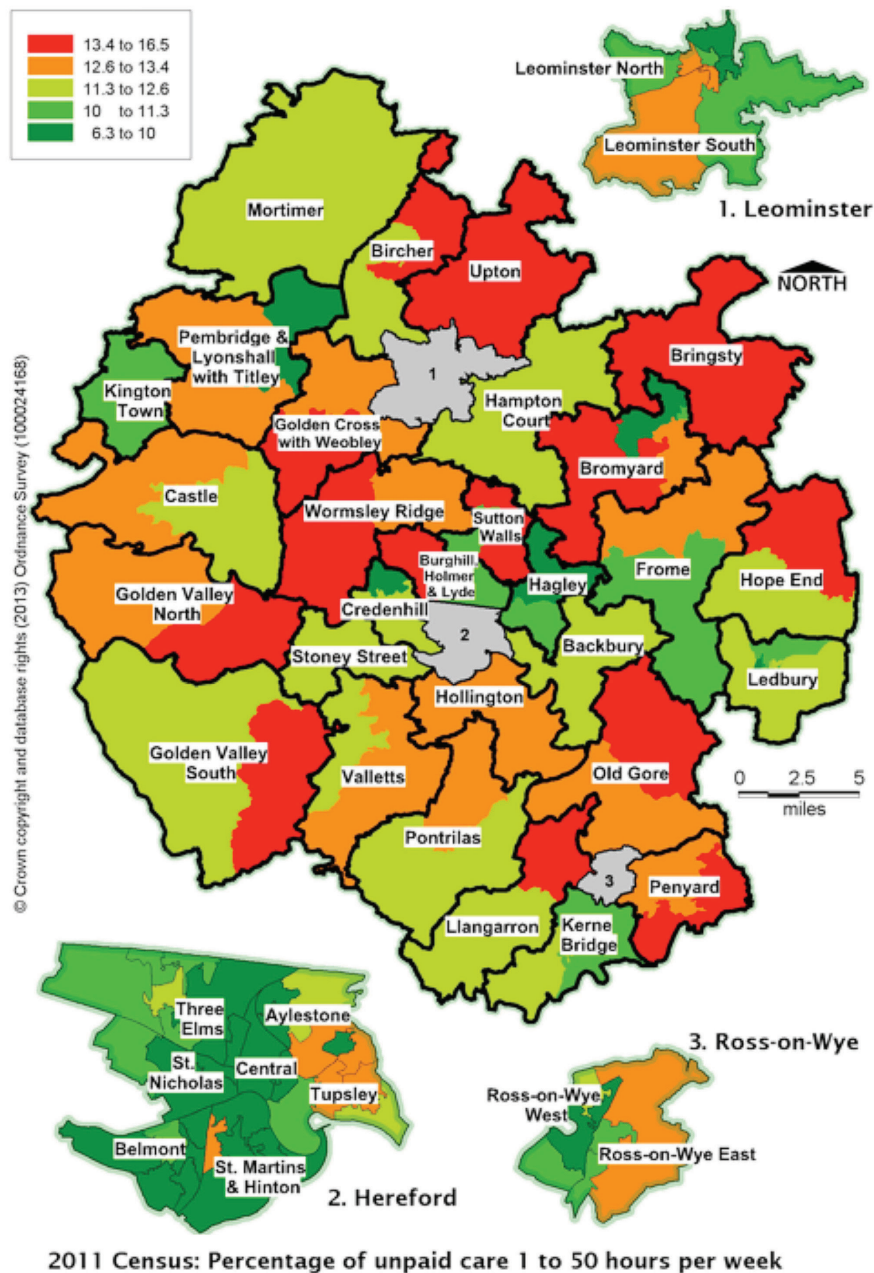 13.4 to 16.5
12.6 to 13.4
11.3 to 12.6
10 to 11.3
6.3 to 10
Leominster North
Leominster South
1. Leominster
NORTH
Mortimer
Bircher
Upton
Pembridge &
Lyonshall
with Titley
Kington
Town
1
Bringsty
Hampton
Court
Golden Cross
with Weobley
Bromyard
Castle
Wormsley Ridge
Sutton
Walls
Burghill,
Holmer
& Lyde
Hagley
Frome
Hope End
Golden Valley
North
Credenhill
2
Stoney Street
Backbury
Ledbury
Hollington
Golden Valley
South
Valletts
Old Gore
0 2.5 5
miles
Pontrilas
3
Penyard
Llangarron
Kerne
Bridge
© Crown copyright and database rights (2013) Ordnance Survey (100024168)
Three
Elms
Aylestone
St.
Nicholas
Central
Tupsley
Belmont
St. Martins
& Hinton
2. Hereford
3. Ross-on-Wye
Ross-on-Wye
West
Ross-on-Wye East
2011 Census: Percentage of unpaid care 1 to 50 hours per week